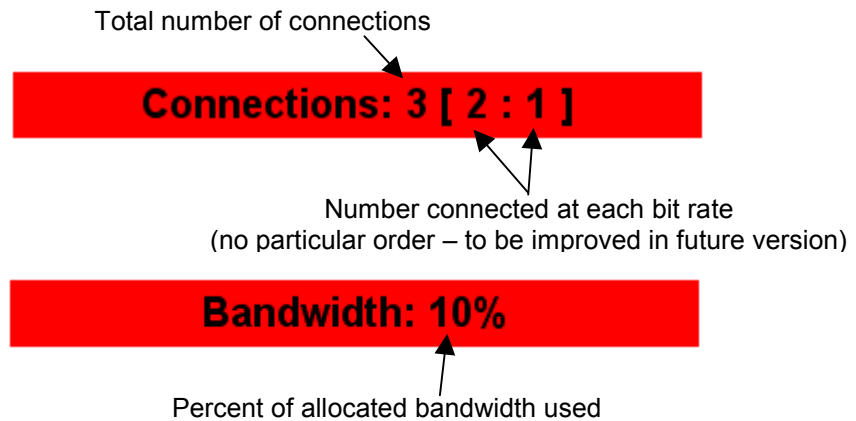 Total number of connections
Connections: 3 [ 2 : 1 ]
Number connected at each bit rate
(no particular order – to be improved in future version)
Bandwidth: 10%
Percent of allocated bandwidth used